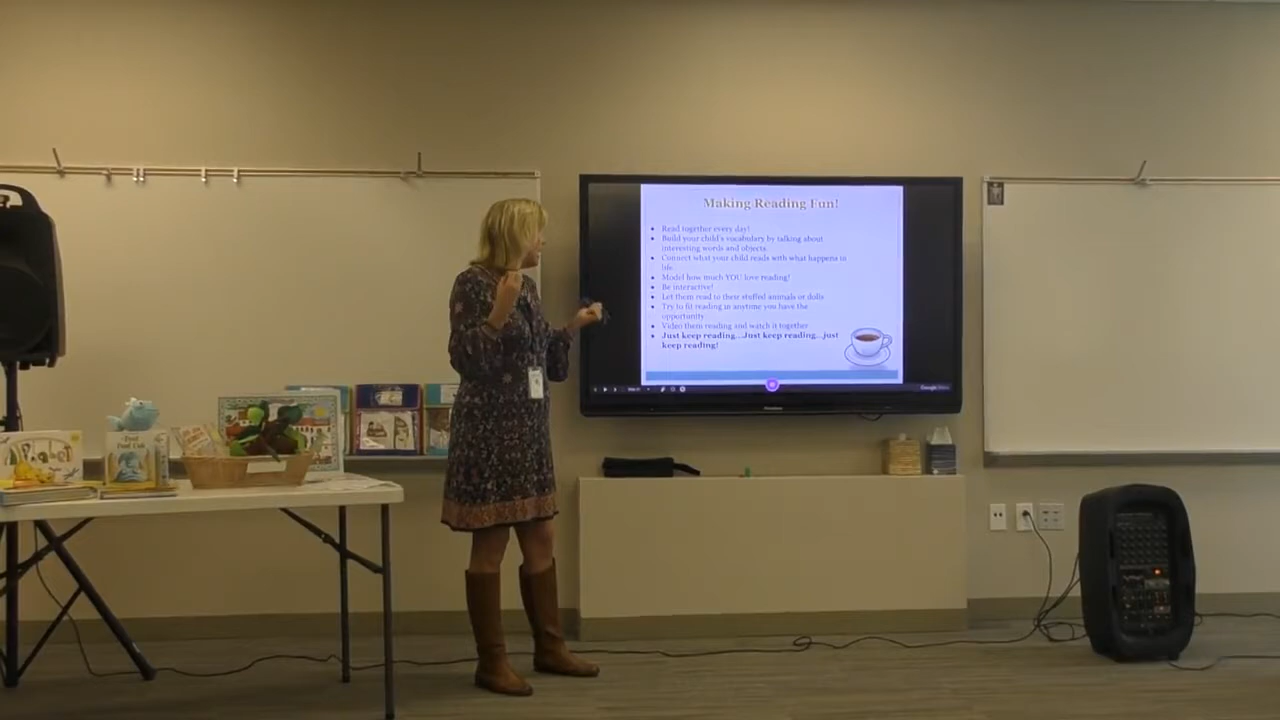 Making Reading Fun!
Read together every day!
Build your child's vocabulary by talking about
interesting words and objects.
Connect what your child reads with what happens in
life.
Model how much YOU love reading!
Be interactive!
Let them read to their stuffed animals or dolls
Try to fit reading in anytime you have the
opportunity
Video them reading and watch it together
Just keep reading...Just keep reading...just
keep reading!
Google Slides